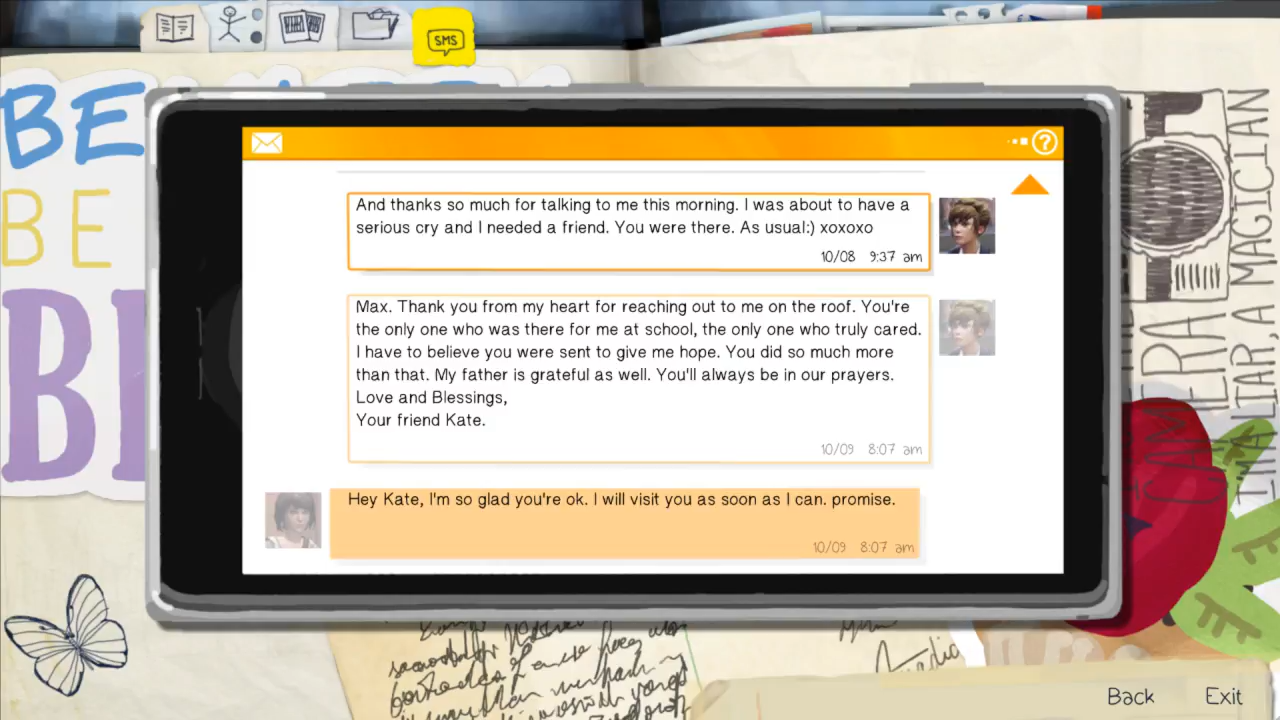 SMS
BE
BE
And thanks so much for talking to me this morning. I was about to have a
serious cry and I needed a friend. You were there. As usual:) xoxoxo
10/08 9:37 am
Max. Thank you from my heart for reaching out to me on the roof. You're
the only one who was there for me at school, the only one who truly cared.
I have to believe you were sent to give me hope. You did so much more
than that. My father is grateful as well. You'll always be in our prayers.
Love and Blessings,
Your friend Kate.
10/09 8:07 am
Hey Kate, I'm so glad you're ok. I will visit you as soon as I can. promise.
10/09 8:07 am
CAMERA
A MAGICIAN
Back Exit